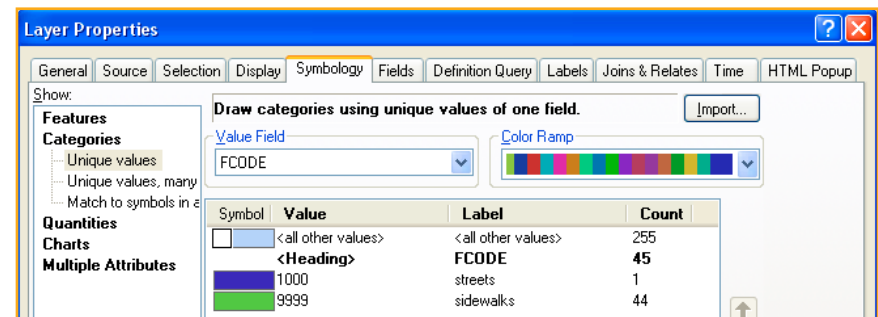 Layer Properties
General Source Selection Display Symbology Fields Definition Query Labels Joins & Relates Time HTML Popup
Show:
Features
Categories
Unique values
Unique values, many
Match to symbols in a
Quantities
Charts
Multiple Attributes
Draw categories using unique values of one field.
Import...
Value Field
FCODE
Color Ramp
Symbol Value Label Count
<all other values> <all other values> 255
<Heading> FCODE 45
1000 streets 1
9999 sidewalks 44